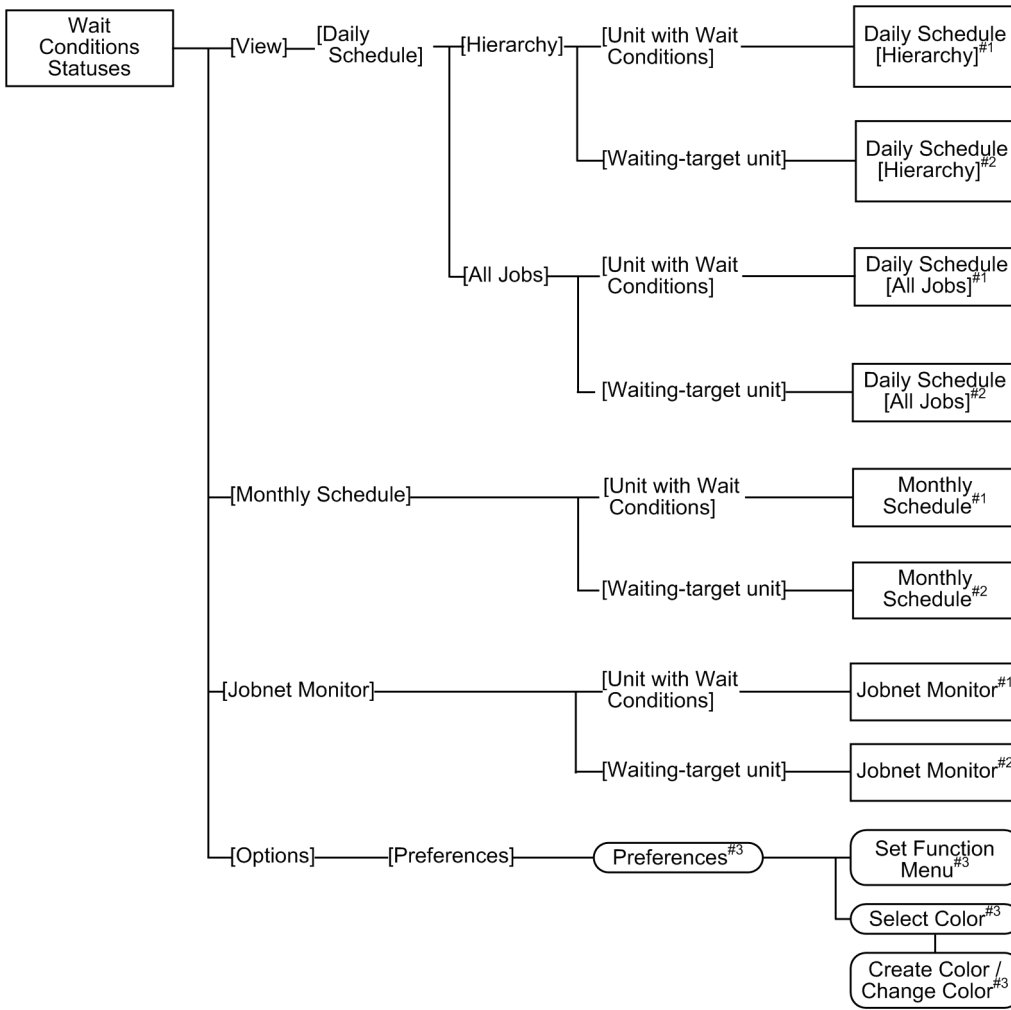 Wait
Conditions
Statuses
[View]
[Daily
Schedule]
[Hierarchy]
[Unit with Wait
Conditions]
Daily Schedule
[Hierarchy]#1
[Waiting-target unit]
Daily Schedule
[Hierarchy]#2
[All Jobs]
[Unit with Wait
Conditions]
Daily Schedule
[All Jobs]#1
[Waiting-target unit]
Daily Schedule
[All Jobs]#2
[Monthly Schedule]
[Unit with Wait
Conditions]
Monthly
Schedule#1
[Waiting-target unit]
Monthly
Schedule#2
[Jobnet Monitor]
[Unit with Wait
Conditions]
Jobnet Monitor#1
[Waiting-target unit]
Jobnet Monitor#2
[Options]
[Preferences]
Preferences#3
Set Function
Menu#3
Select Color#3
Create Color /
Change Color#3